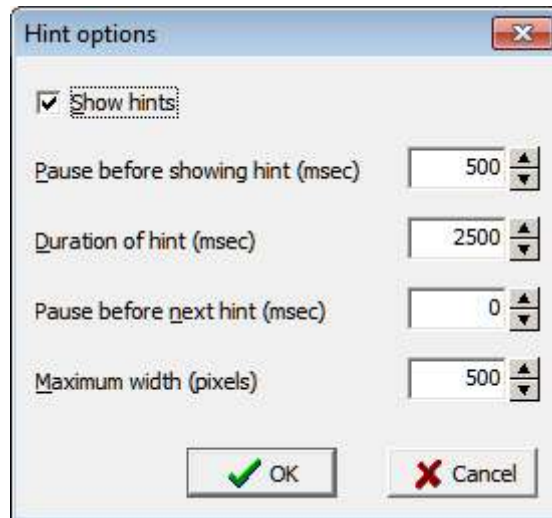 Hint options
Show hints
Pause before showing hint (msec) 500
Duration of hint (msec) 2500
Pause before next hint (msec) 0
Maximum width (pixels) 500
OK Cancel